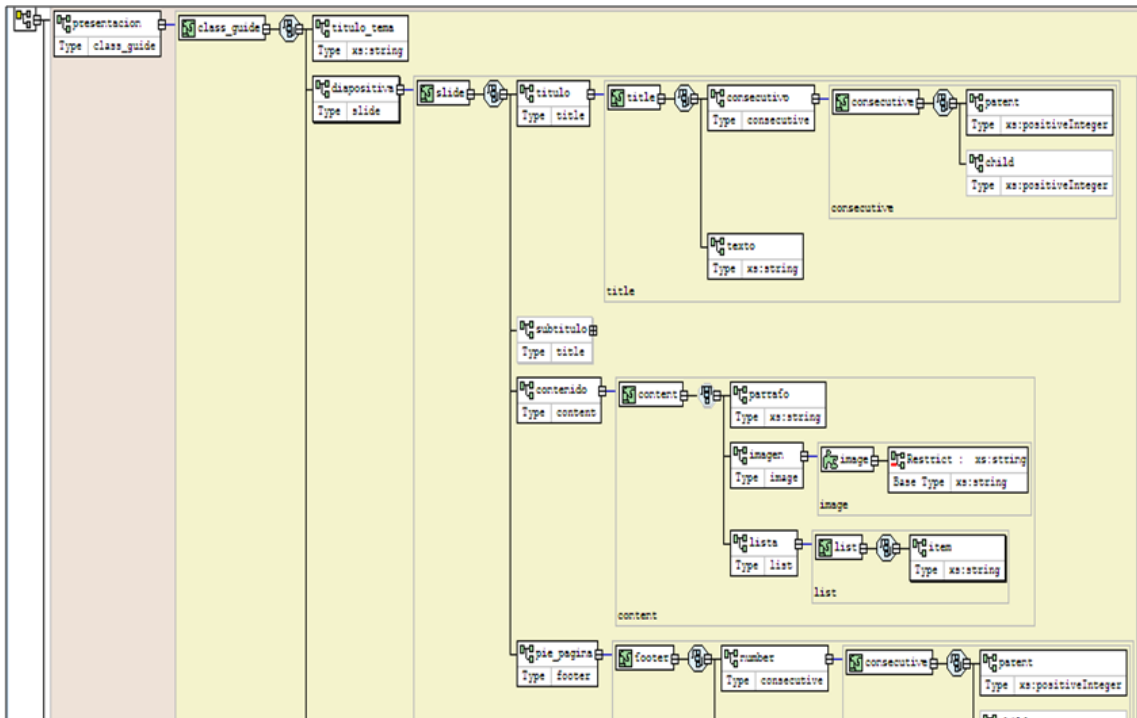 presentacion
Type class_guide
class_guide
titulo_tema
Type xs:string
diapositiva
Type slide
slide
titulo
Type title
title
consecutivo
Type consecutive
consecutive
parent
Type xs:positiveInteger
child
Type xs:positiveInteger
consecutive
texto
Type xs:string
title
subtitulo
Type title
contenido
Type content
content
parrafo
Type xs:string
imagen
Type image
image
Restrict : xs:string
Base Type xs:string
image
lista
Type list
list
item
Type xs:string
list
content
pie_pagina
Type footer
footer
number
Type consecutive
consecutive
parent
Type xs:positiveInteger